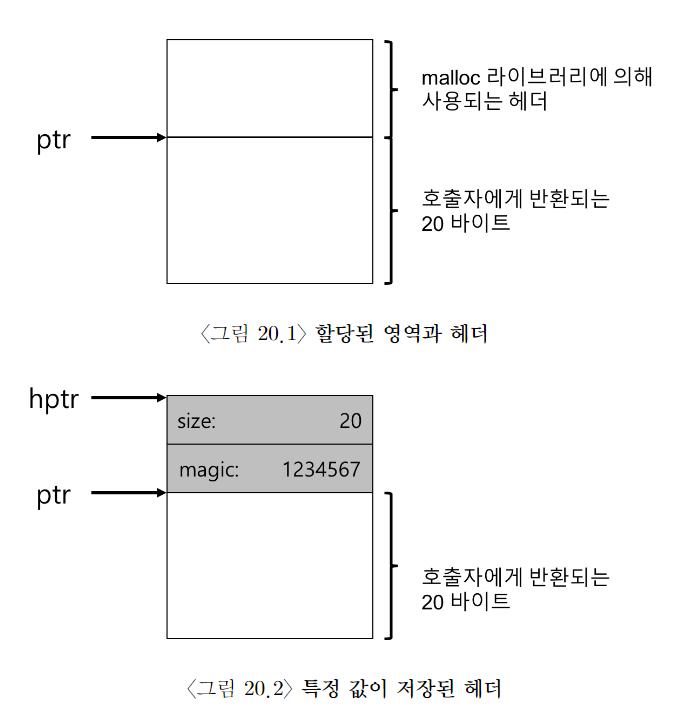 malloc 라이브러리에 의해
사용되는 헤더
ptr
호출자에게 반환되는
20 바이트
〈그림 20.1〉 할당된 영역과 헤더
hptr
size: 20
magic: 1234567
ptr
호출자에게 반환되는
20 바이트
〈그림 20.2〉 특정 값이 저장된 헤더